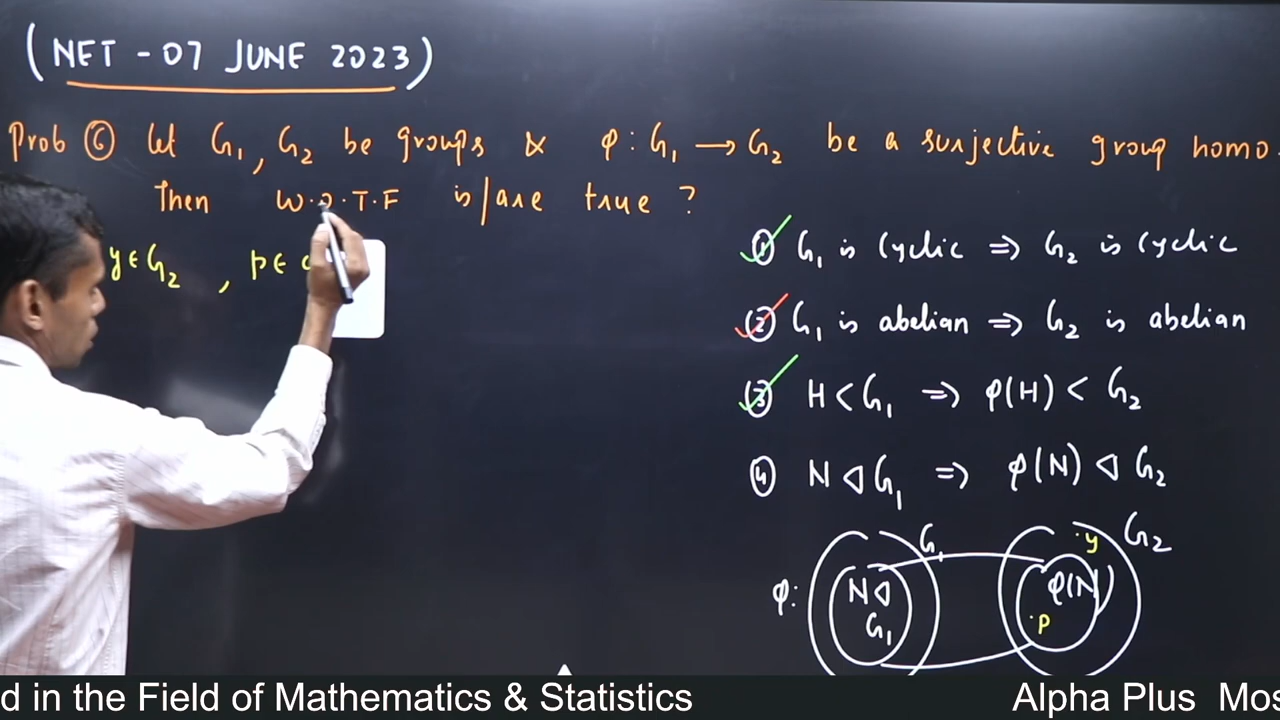 (NET - 07 JUNE 2023)
Prob ⑥ Let G₁, G₂ be groups & φ: G₁ → G₂ be a surjective group homo.
Then W.O.T.F is/are true ?
① G₁ is cyclic ⇒ G₂ is cyclic
y ∈ G₂ , p ∈
② G₁ is abelian ⇒ G₂ is abelian
③ H < G₁ ⇒ φ(H) < G₂
④ N ⊲ G₁ ⇒ φ(N) ⊲ G₂
G₁ .y G₂
φ: N ⊲ φ(N)
G₁ .p
d in the Field of Mathematics & Statistics Alpha Plus Mos